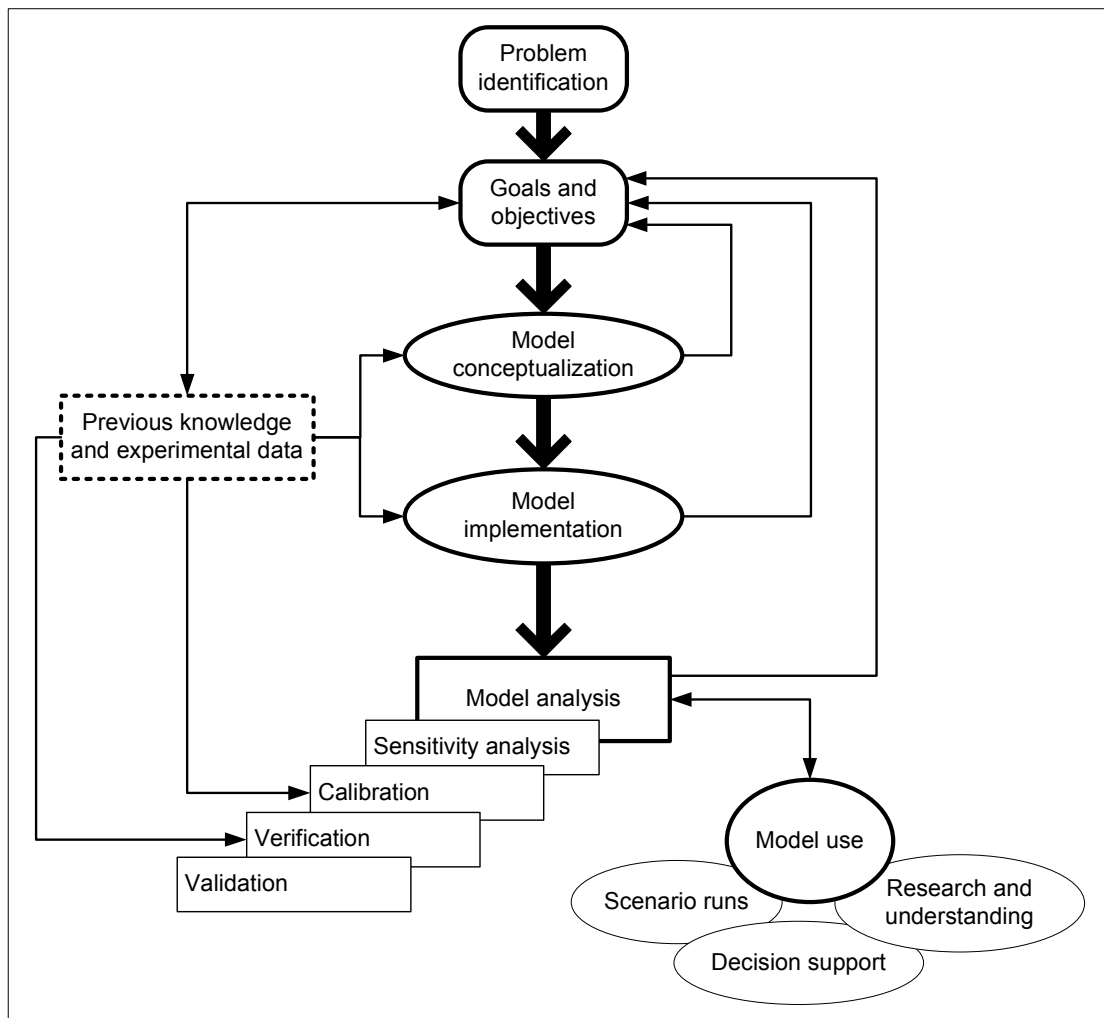 Problem
identification
Goals and
objectives
Model
conceptualization
Previous knowledge
and experimental data
Model
implementation
Model analysis
Sensitivity analysis
Calibration
Verification
Validation
Model use
Scenario runs
Research and
understanding
Decision support